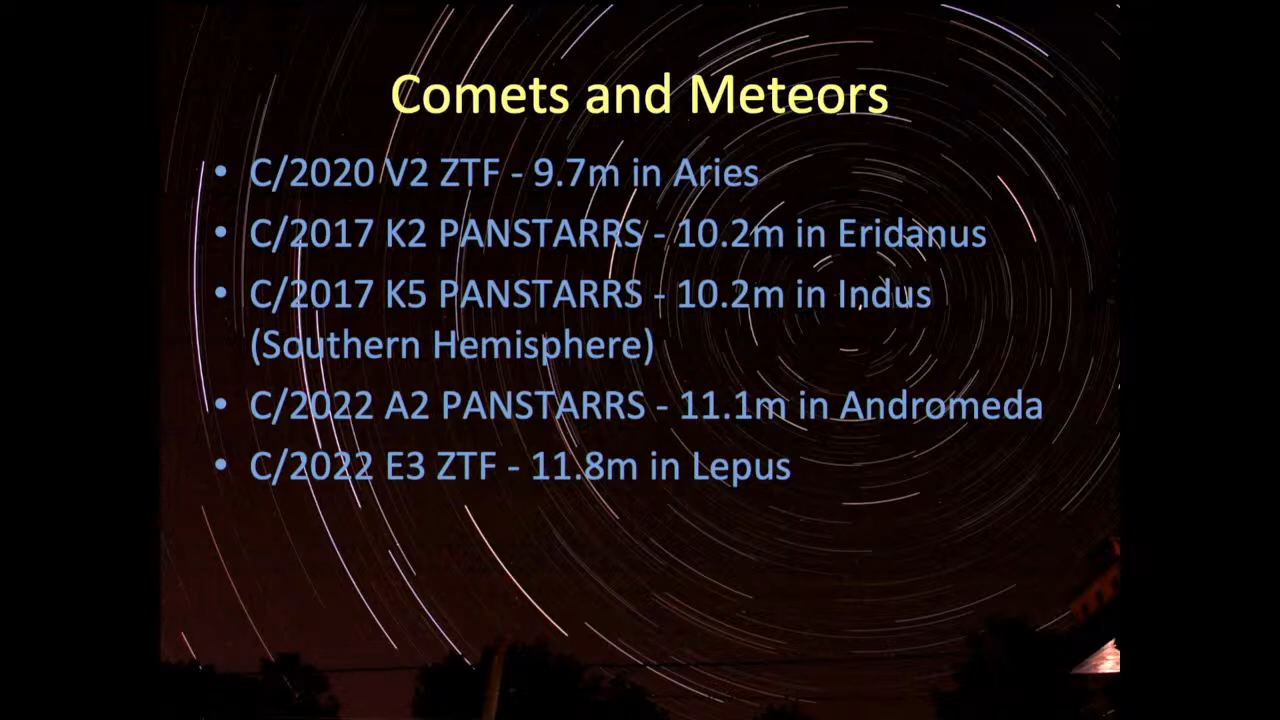 Comets and Meteors
• C/2020 V2 ZTF - 9.7m in Aries
• C/2017 K2 PANSTARRS - 10.2m in Eridanus
• C/2017 K5 PANSTARRS - 10.2m in Indus
(Southern Hemisphere)
• C/2022 A2 PANSTARRS - 11.1m in Andromeda
• C/2022 E3 ZTF - 11.8m in Lepus